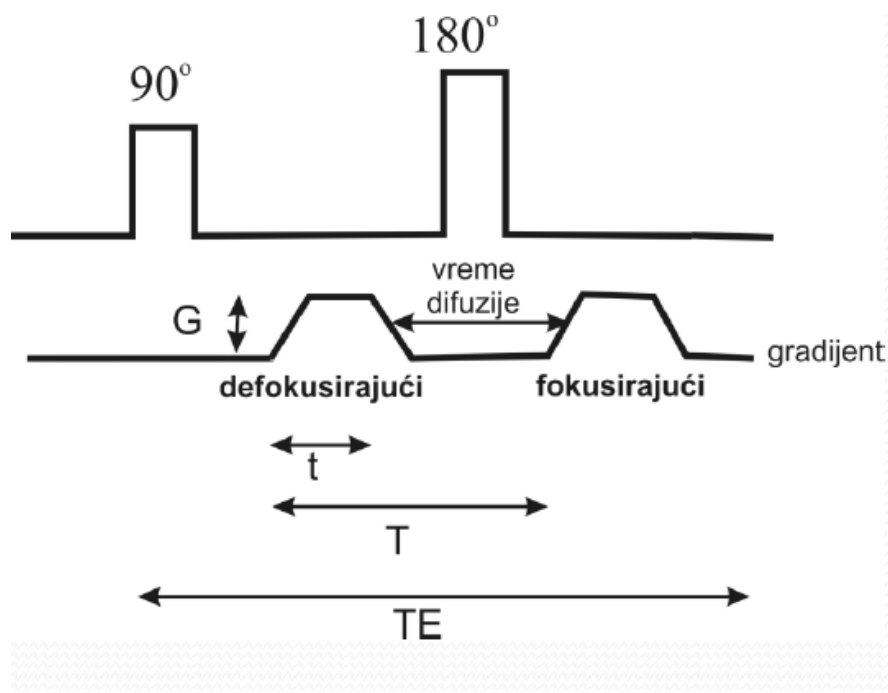 180°
90°
vreme
difuzije
G
gradijent
defokusirajući
fokusirajući
t
T
TE